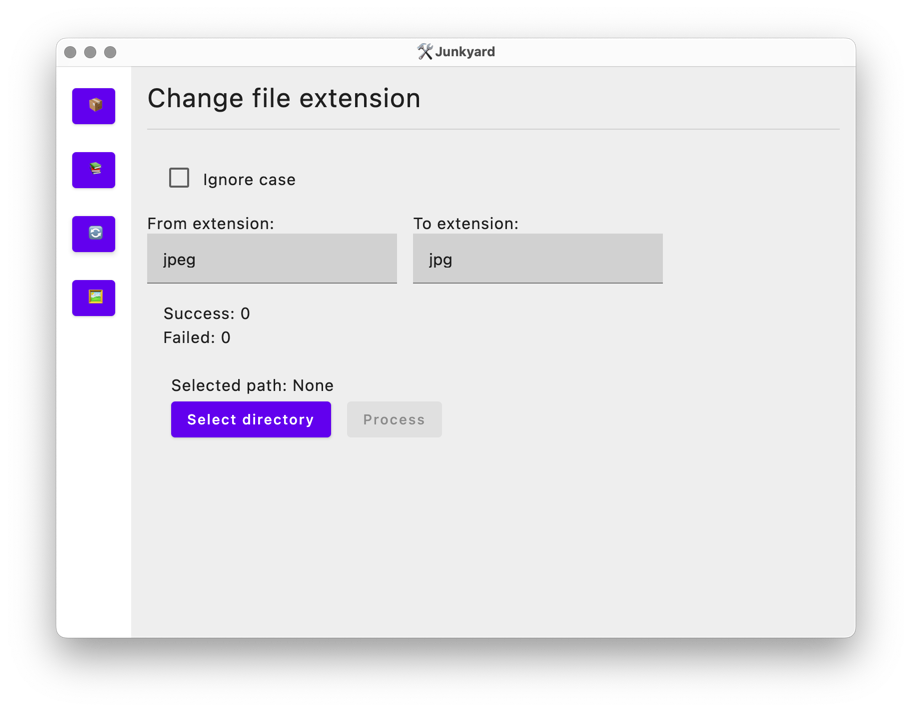 Junkyard
Change file extension
Ignore case
From extension: To extension:
jpeg jpg
Success: 0
Failed: 0
Selected path: None
Select directory Process